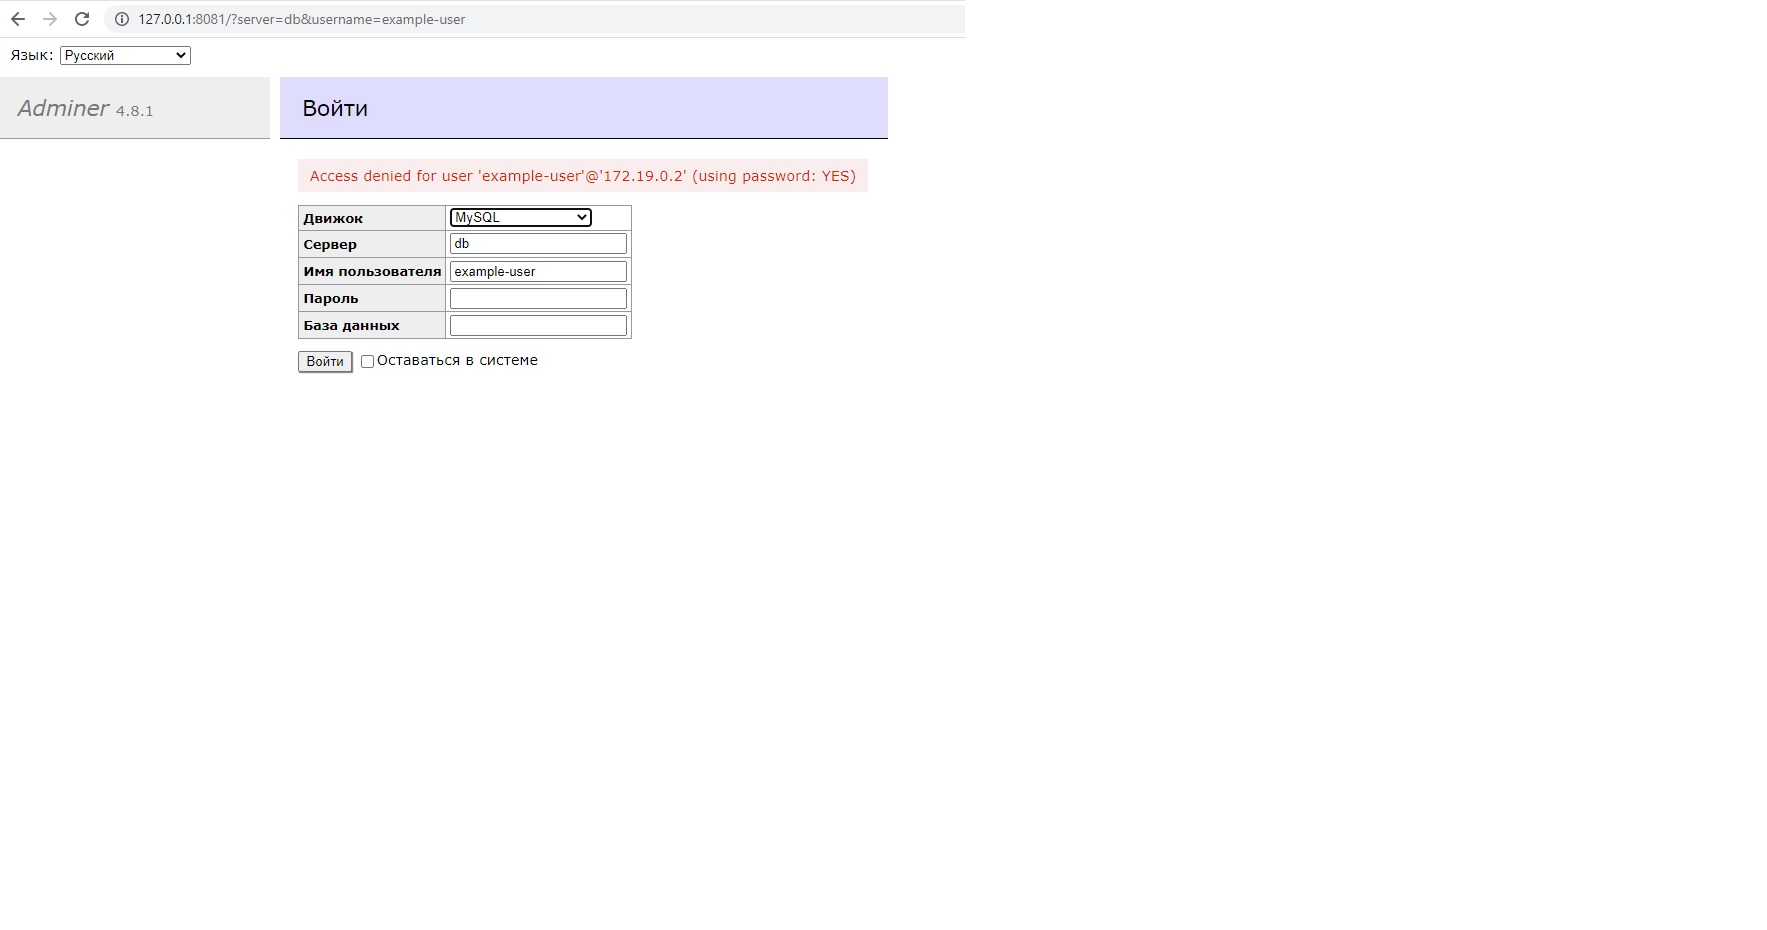 127.0.0.1:8081/?server=db&username=example-user
Язык: Русский
Adminer 4.8.1
Войти
Access denied for user 'example-user'@'172.19.0.2' (using password: YES)
Движок MySQL
Сервер db
Имя пользователя example-user
Пароль
База данных
Войти Оставаться в системе